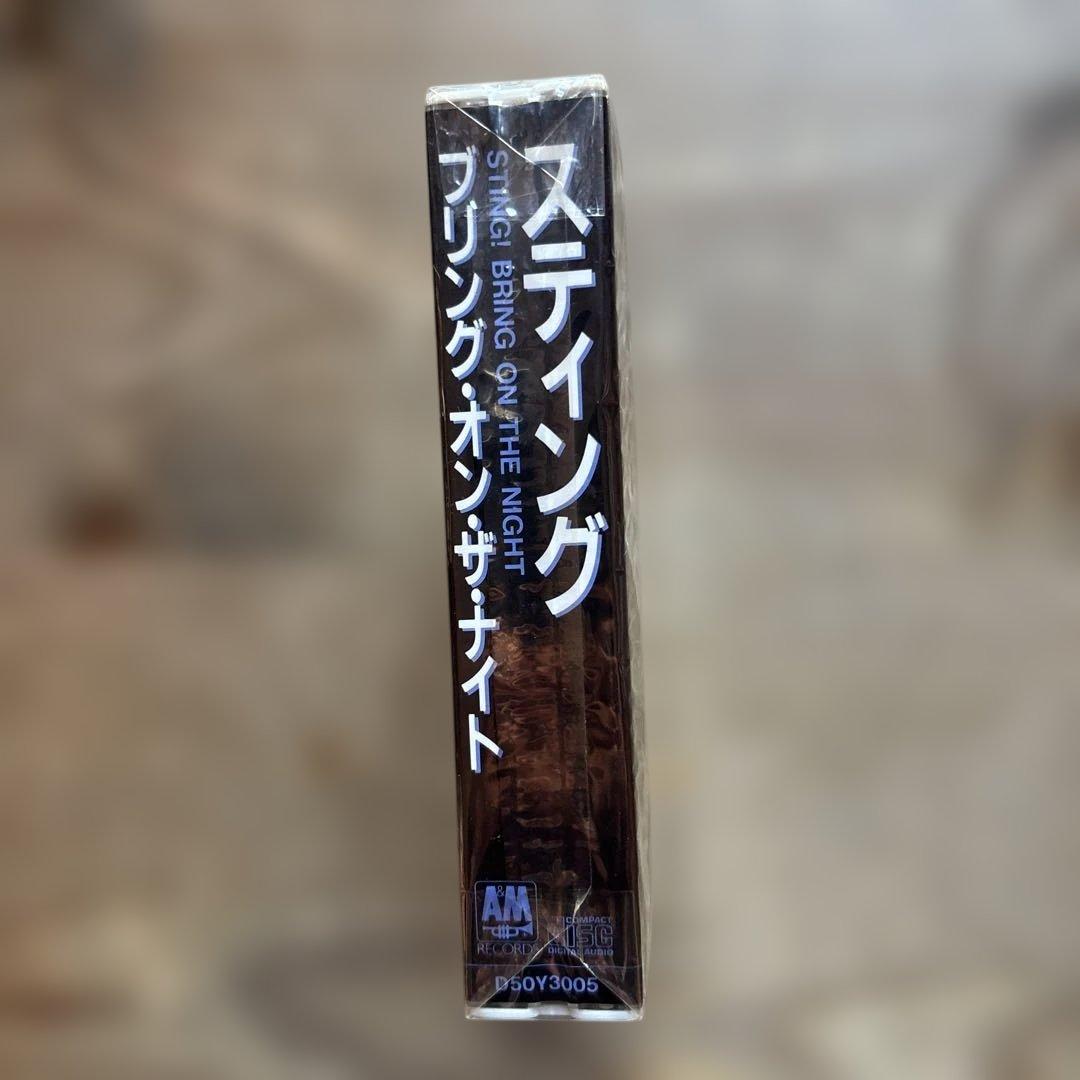 スティング
STING! BRING ON THE NIGHT
ブリング・オン・ザ・ナイト
A&M
RECORDS
COMPACT
DISC
DIGITAL AUDIO
D50Y3005